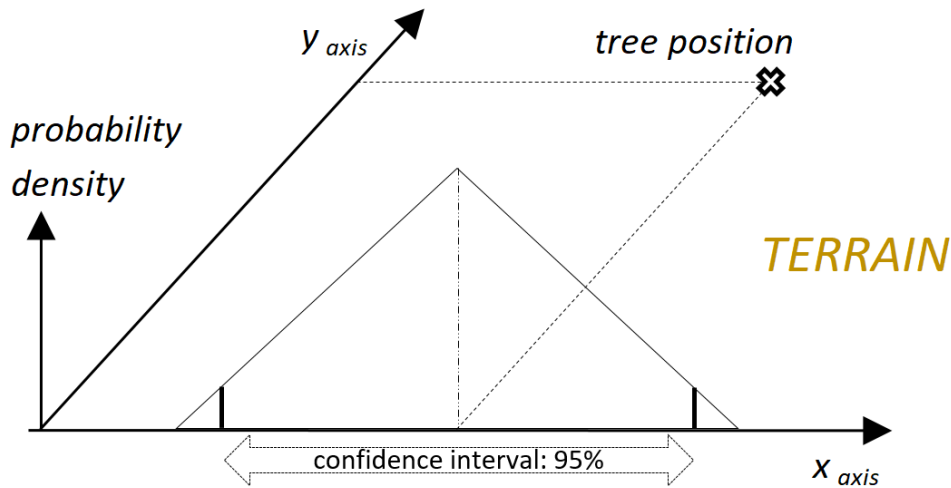 y axis
tree position
probability
density
TERRAIN
confidence interval: 95%
x axis